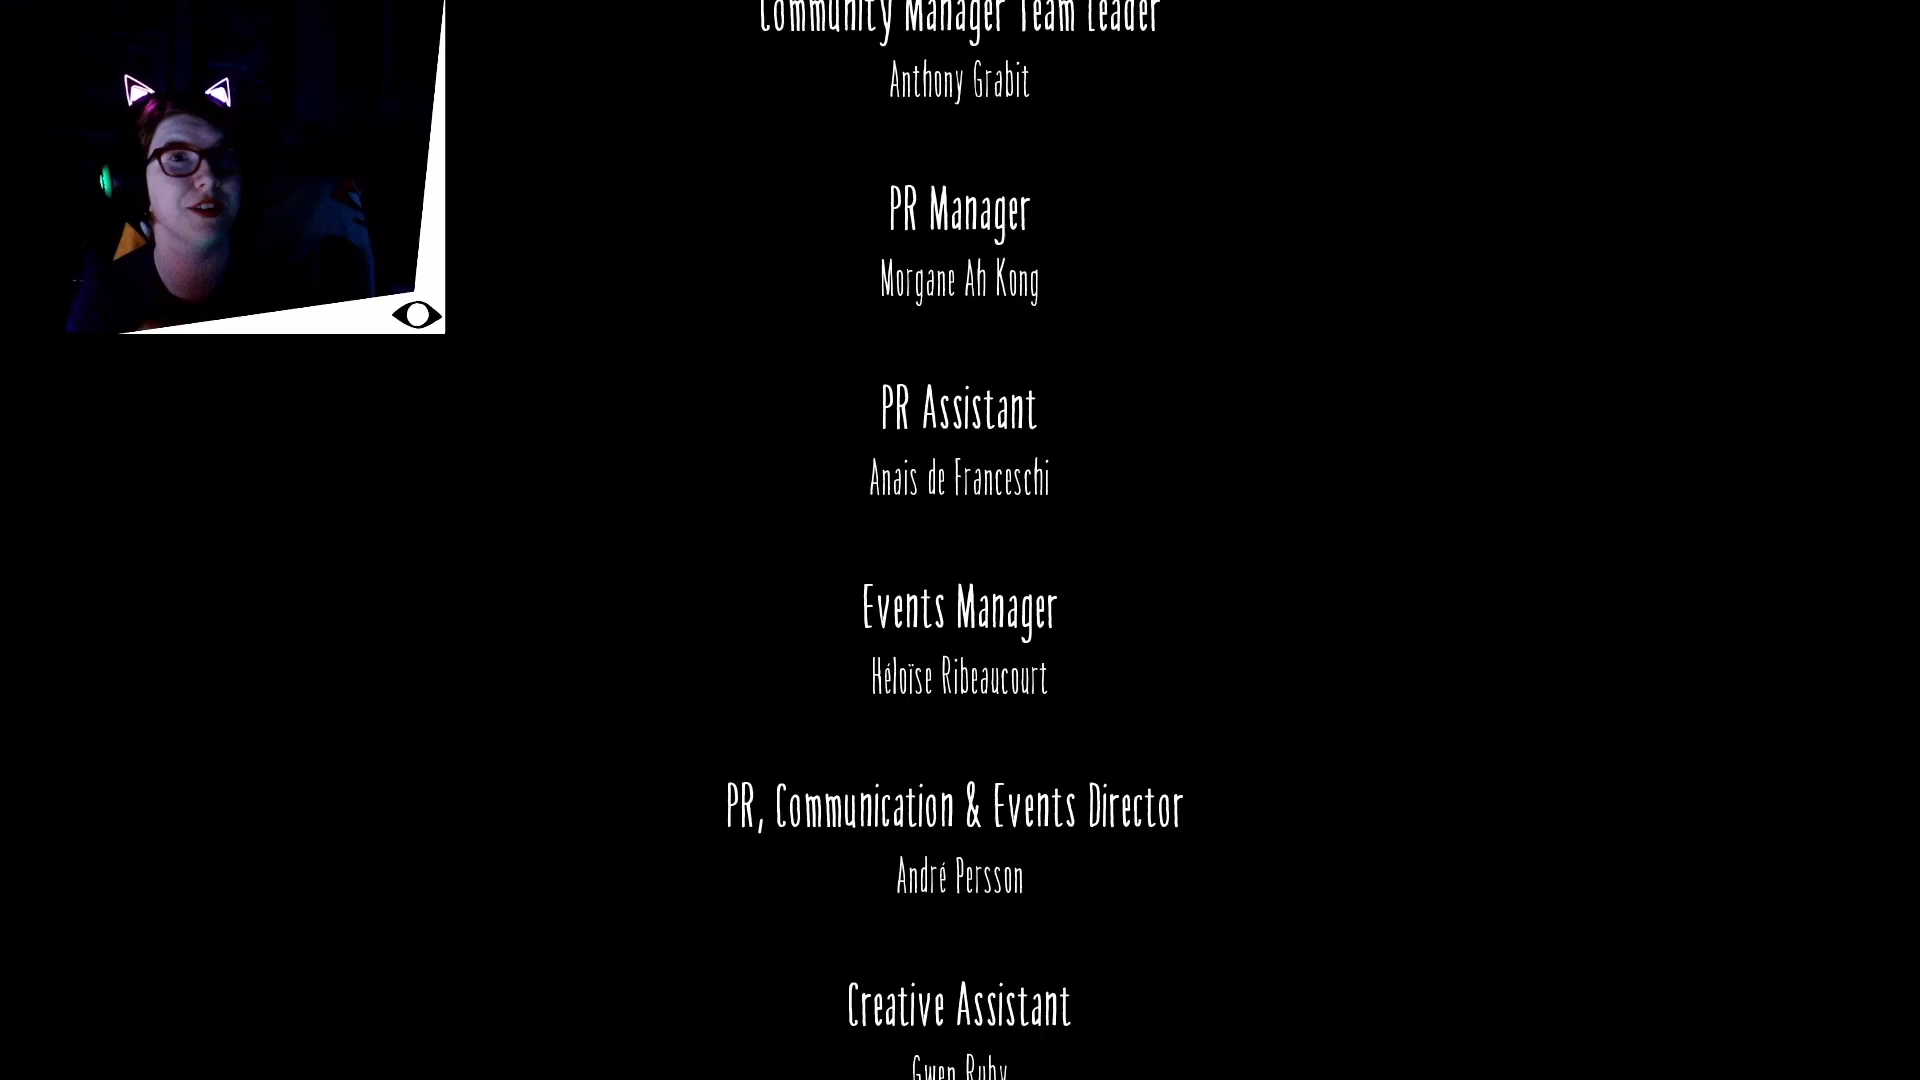 Community Manager Team Leader
Anthony Grabit
PR Manager
Morgane Ah Kong
PR Assistant
Anais de Franceschi
Events Manager
Héloïse Ribeaucourt
PR, Communication & Events Director
André Persson
Creative Assistant
Gwen Ruby